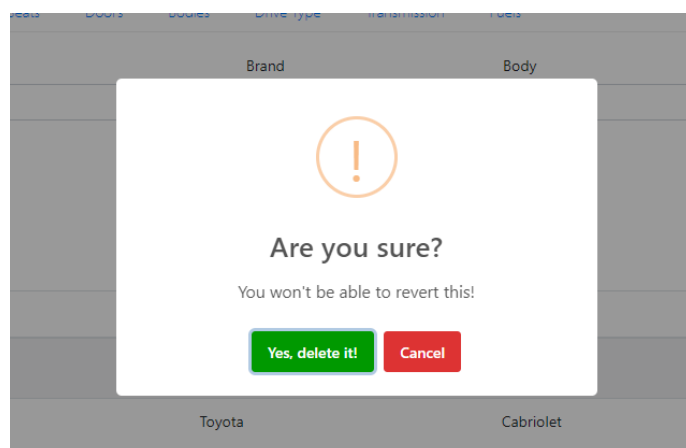 Seats Doors Bodies Drive Type Transmission Fuels
Brand Body
!
Are you sure?
You won't be able to revert this!
Yes, delete it! Cancel
Toyota Cabriolet